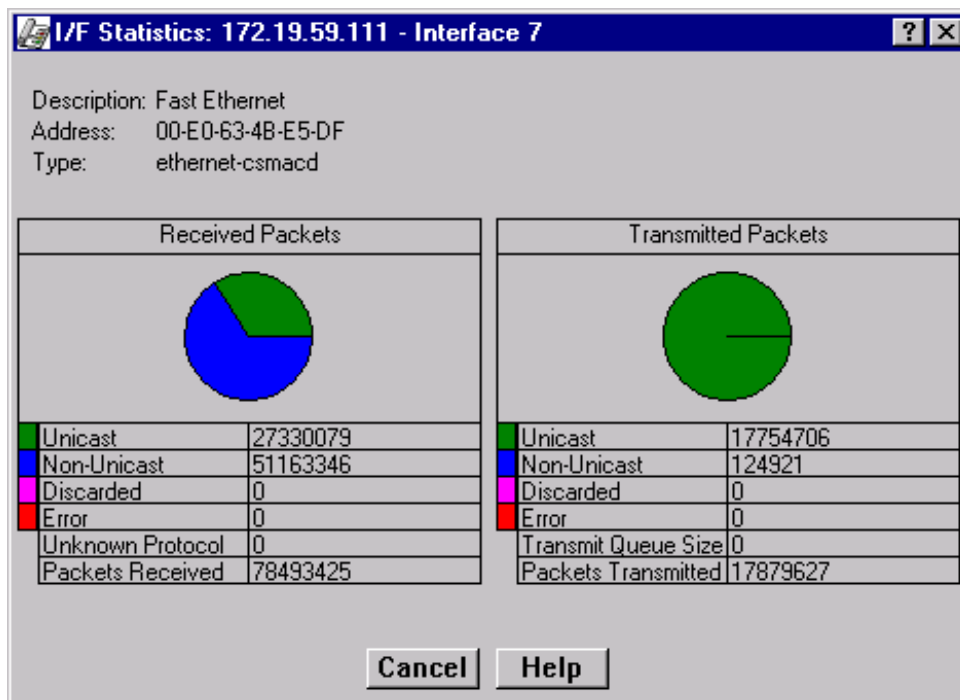 I/F Statistics: 172.19.59.111 - Interface 7
Description: Fast Ethernet
Address: 00-E0-63-4B-E5-DF
Type: ethernet-csmacd
Received Packets
Unicast 27330079
Non-Unicast 51163346
Discarded 0
Error 0
Unknown Protocol 0
Packets Received 78493425
Transmitted Packets
Unicast 17754706
Non-Unicast 124921
Discarded 0
Error 0
Transmit Queue Size 0
Packets Transmitted 17879627
Cancel Help